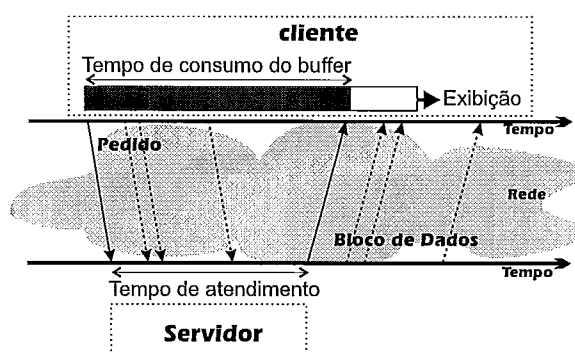 cliente
Tempo de consumo do buffer
Exibição
Tempo
Pedido
Rede
Bloco de Dados
Tempo
Tempo de atendimento
Servidor